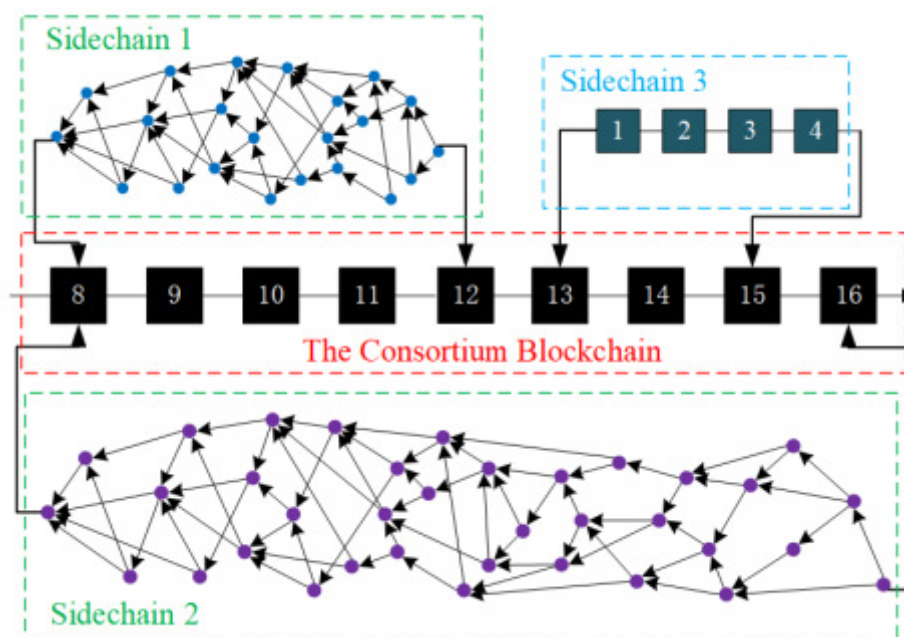 Sidechain 1
Sidechain 3
1 2 3 4
8 9 10 11 12 13 14 15 16
The Consortium Blockchain
Sidechain 2